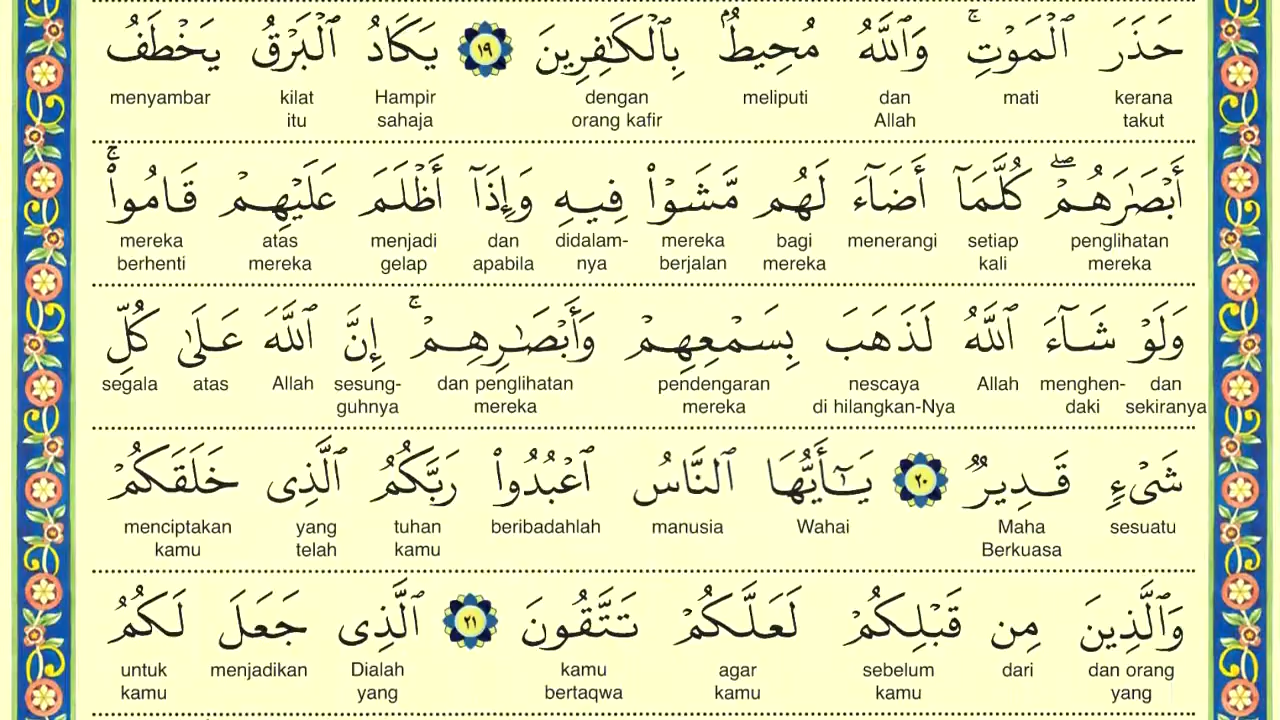 حَذَرَ ٱلْمَوْتِ ۚ وَٱللَّهُ مُحِيطٌۢ بِٱلْكَـٰفِرِينَ ١٩ يَكَادُ ٱلْبَرْقُ يَخْطَفُ
kerana takut mati dan Allah meliputi dengan orang kafir Hampir sahaja kilat itu menyambar
أَبْصَـٰرَهُمْ ۖ كُلَّمَآ أَضَآءَ لَهُم مَّشَوْا۟ فِيهِ وَإِذَآ أَظْلَمَ عَلَيْهِمْ قَامُوا۟ ۚ
penglihatan mereka setiap kali menerangi bagi mereka mereka berjalan didalam-nya dan apabila menjadi gelap atas mereka mereka berhenti
وَلَوْ شَآءَ ٱللَّهُ لَذَهَبَ بِسَمْعِهِمْ وَأَبْصَـٰرِهِمْ ۚ إِنَّ ٱللَّهَ عَلَىٰ كُلِّ
dan sekiranya menghen-daki Allah nescaya di hilangkan-Nya pendengaran mereka dan penglihatan mereka sesung-guhnya Allah atas segala
شَىْءٍ قَدِيرٌ ٢٠ يَـٰٓأَيُّهَا ٱلنَّاسُ ٱعْبُدُوا۟ رَبَّكُمُ ٱلَّذِى خَلَقَكُمْ
sesuatu Maha Berkuasa Wahai manusia beribadahlah tuhan kamu yang telah menciptakan kamu
وَٱلَّذِينَ مِن قَبْلِكُمْ لَعَلَّكُمْ تَتَّقُونَ ٢١ ٱلَّذِى جَعَلَ لَكُمُ
dan orang yang dari sebelum kamu agar kamu kamu bertaqwa Dialah yang menjadikan untuk kamu